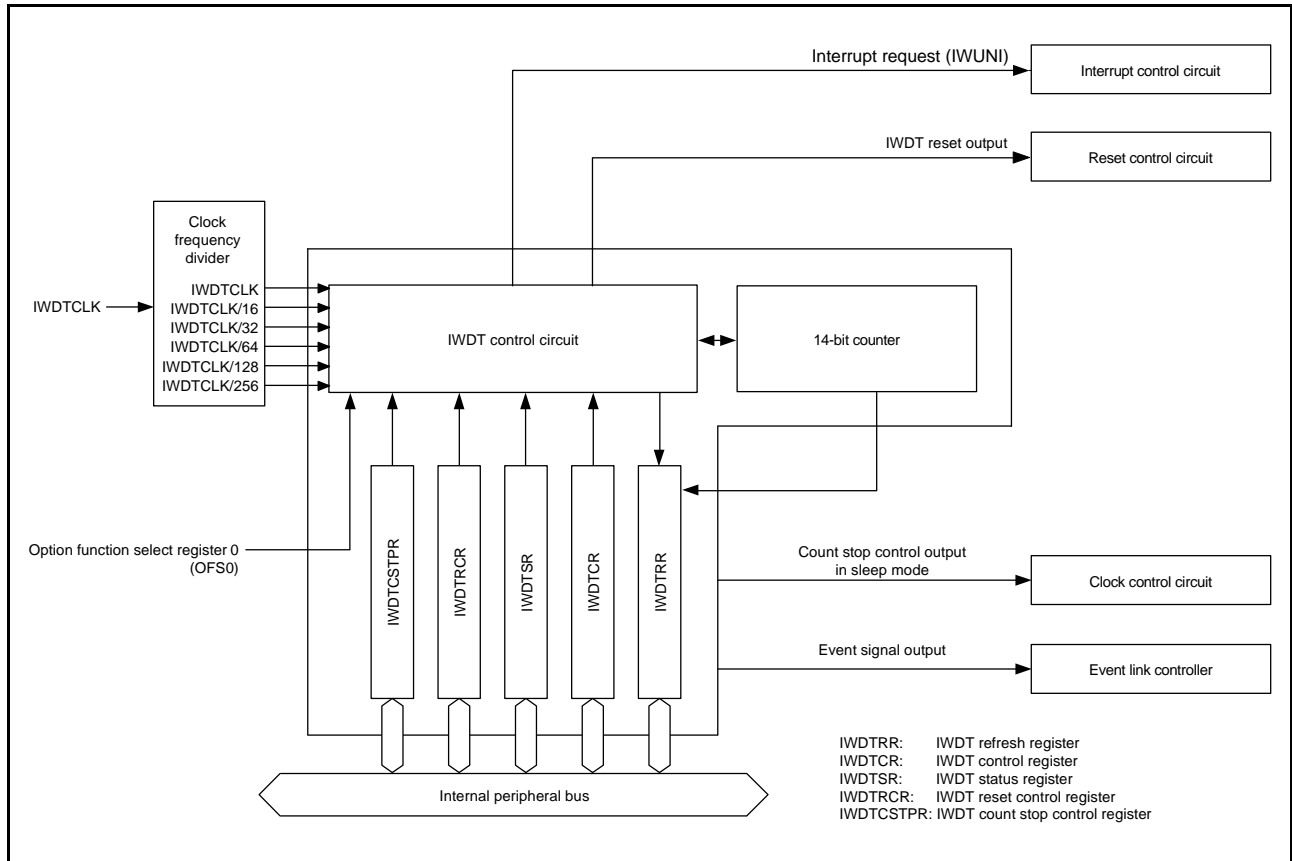 Interrupt request (IWUNI)
Interrupt control circuit
IWDT reset output
Reset control circuit
Clock
frequency
divider
IWDTCLK
IWDTCLK
IWDTCLK/16
IWDTCLK/32
IWDTCLK/64
IWDTCLK/128
IWDTCLK/256
IWDT control circuit
14-bit counter
Option function select register 0
(OFS0)
IWDTCSTPR
IWDTRCR
IWDTSR
IWDTCR
IWDTRR
Count stop control output
in sleep mode
Clock control circuit
Event signal output
Event link controller
Internal peripheral bus
IWDTRR: IWDT refresh register
IWDTCR: IWDT control register
IWDTSR: IWDT status register
IWDTRCR: IWDT reset control register
IWDTCSTPR: IWDT count stop control register